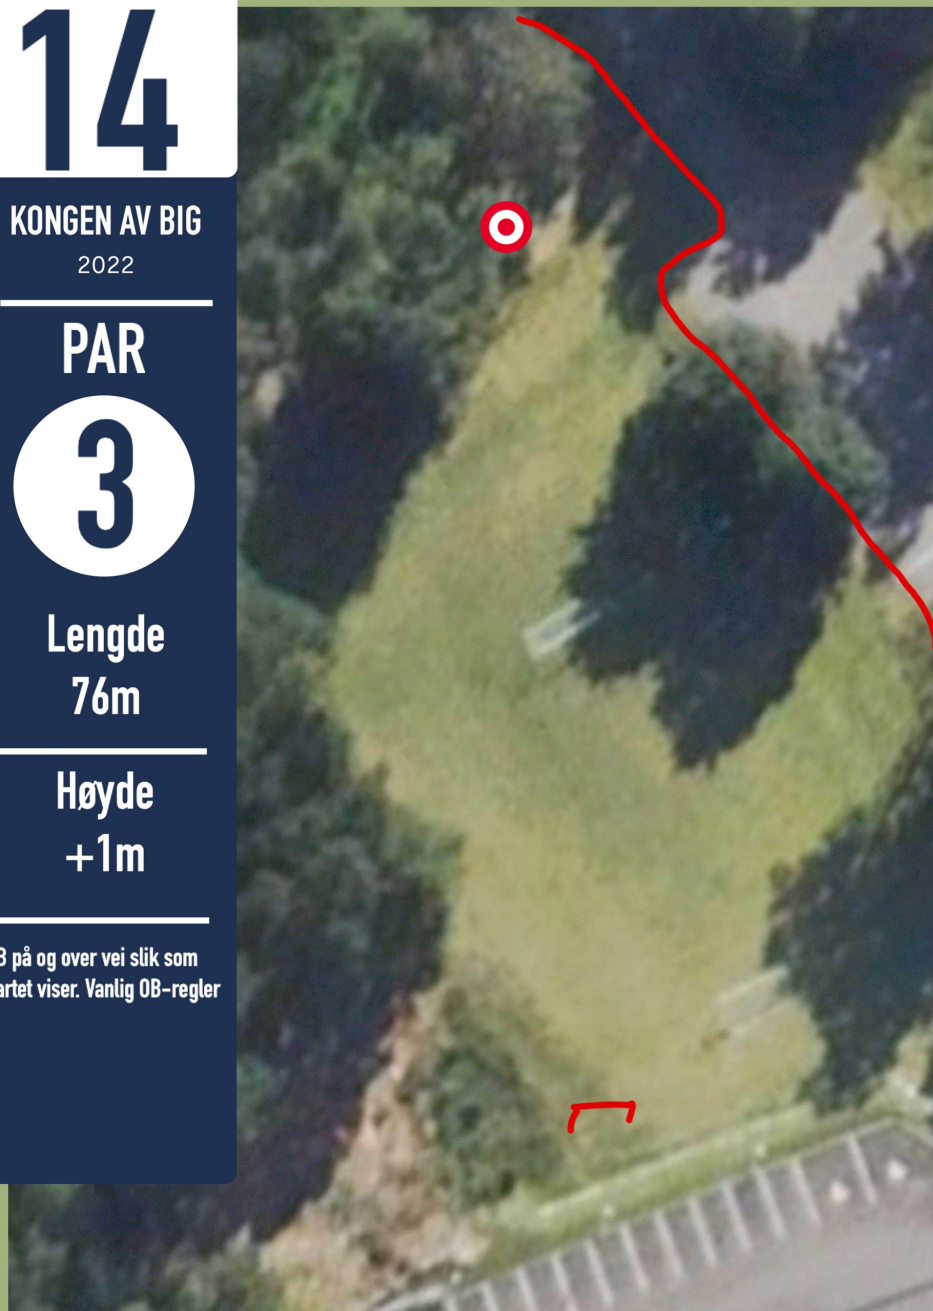 14
KONGEN AV BIG
2022
PAR
3
Lengde
76m
Høyde
+1m
på og over vei slik som
viser. Vanlig OB-regler